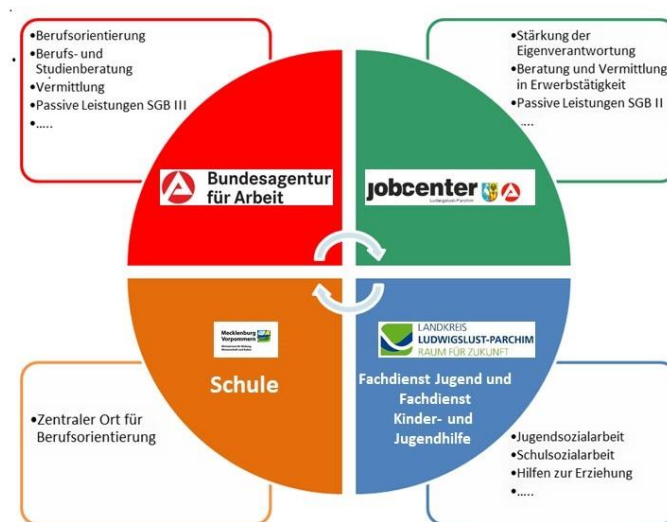 •Berufsorientierung
•Berufs- und
Studienberatung
•Vermittlung
•Passive Leistungen SGB III
•.....
•Stärkung der
Eigenverantwortung
•Beratung und Vermittlung
in Erwerbstätigkeit
•Passive Leistungen SGB II
.....
Bundesagentur
für Arbeit
jobcenter
Ludwigslust-Parchim
Mecklenburg
Vorpommern
Schule
LANDKREIS
LUDWIGSLUST-PARCHIM
RAUM FÜR ZUKUNFT
Fachdienst Jugend und
Fachdienst
Kinder- und
Jugendhilfe
•Zentraler Ort für
Berufsorientierung
•Jugendsozialarbeit
•Schulsozialarbeit
•Hilfen zur Erziehung
•.....